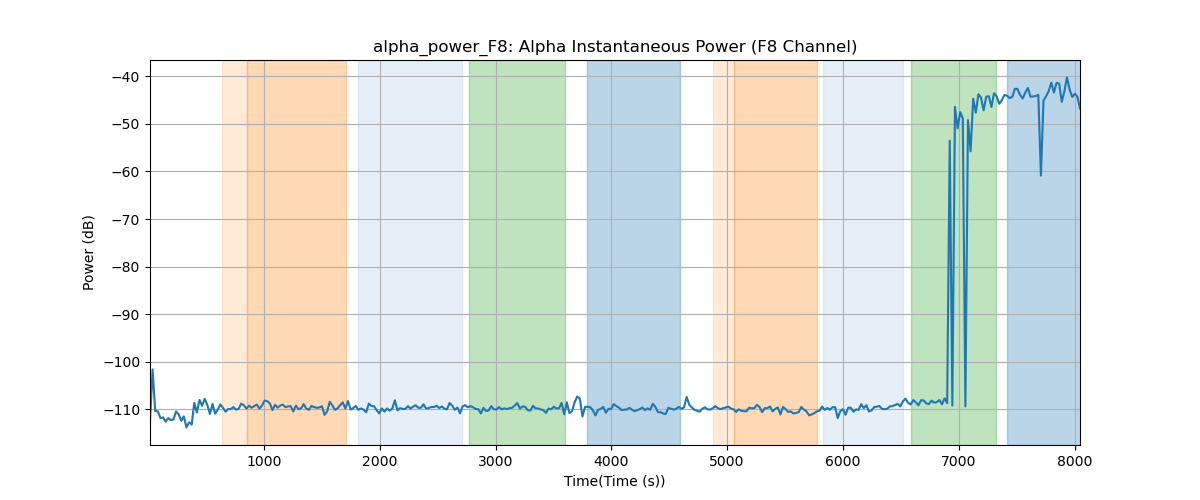 alpha_power_F8: Alpha Instantaneous Power (F8 Channel)
Power (dB)
−40
−50
−60
−70
−80
−90
−100
−110
1000 2000 3000 4000 5000 6000 7000 8000
Time(Time (s))